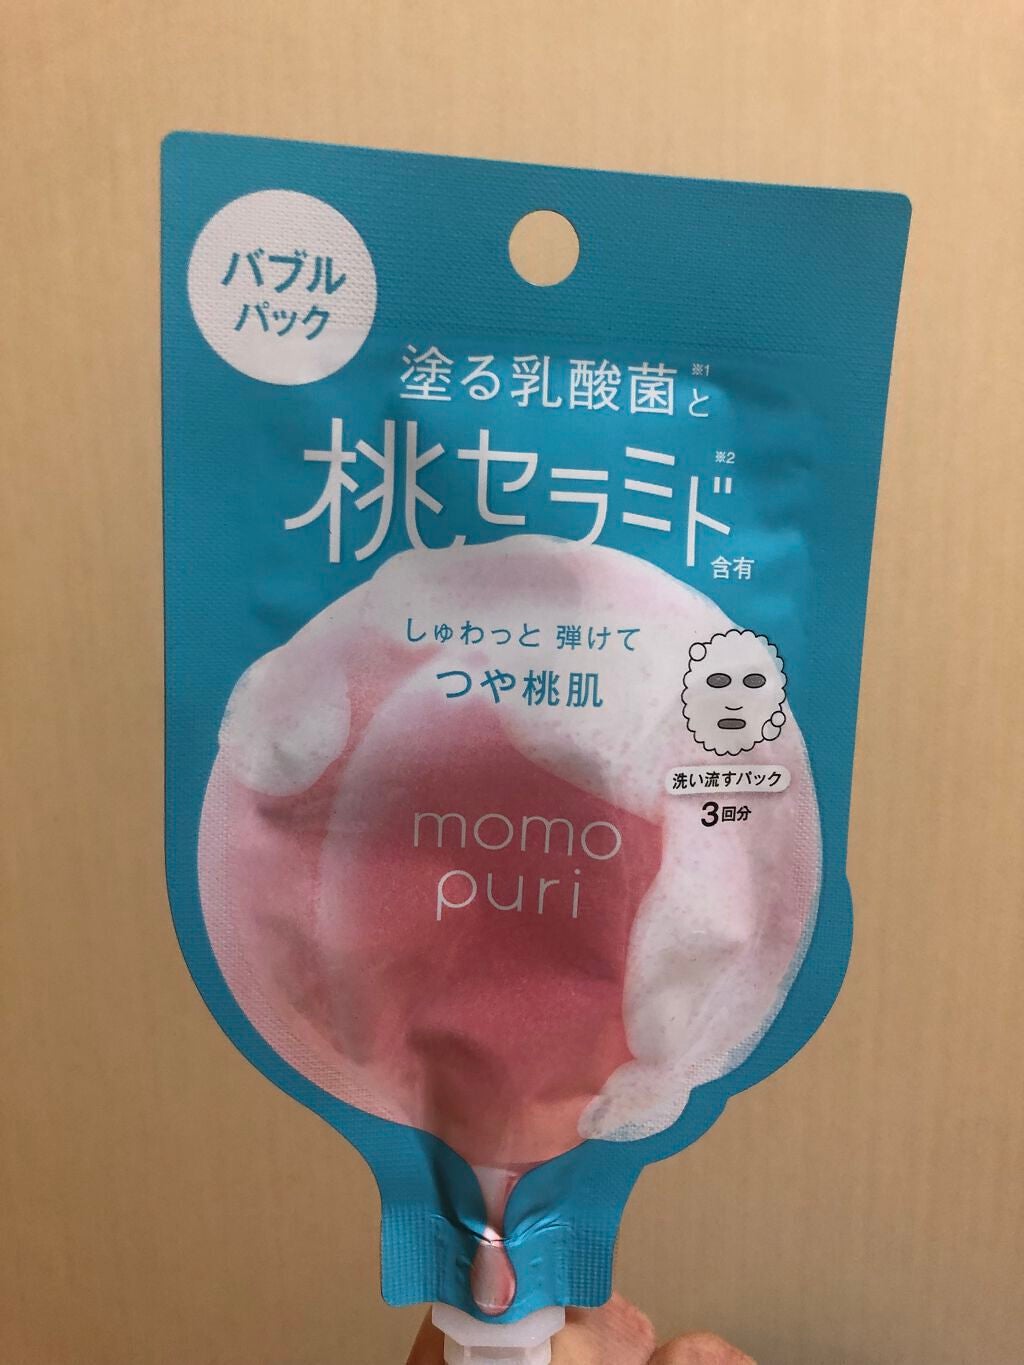 バブル
パック
塗る乳酸菌※1と
桃セラミド※2
含有
しゅわっと 弾けて
つや桃肌
洗い流すパック
3回分
momo
puri